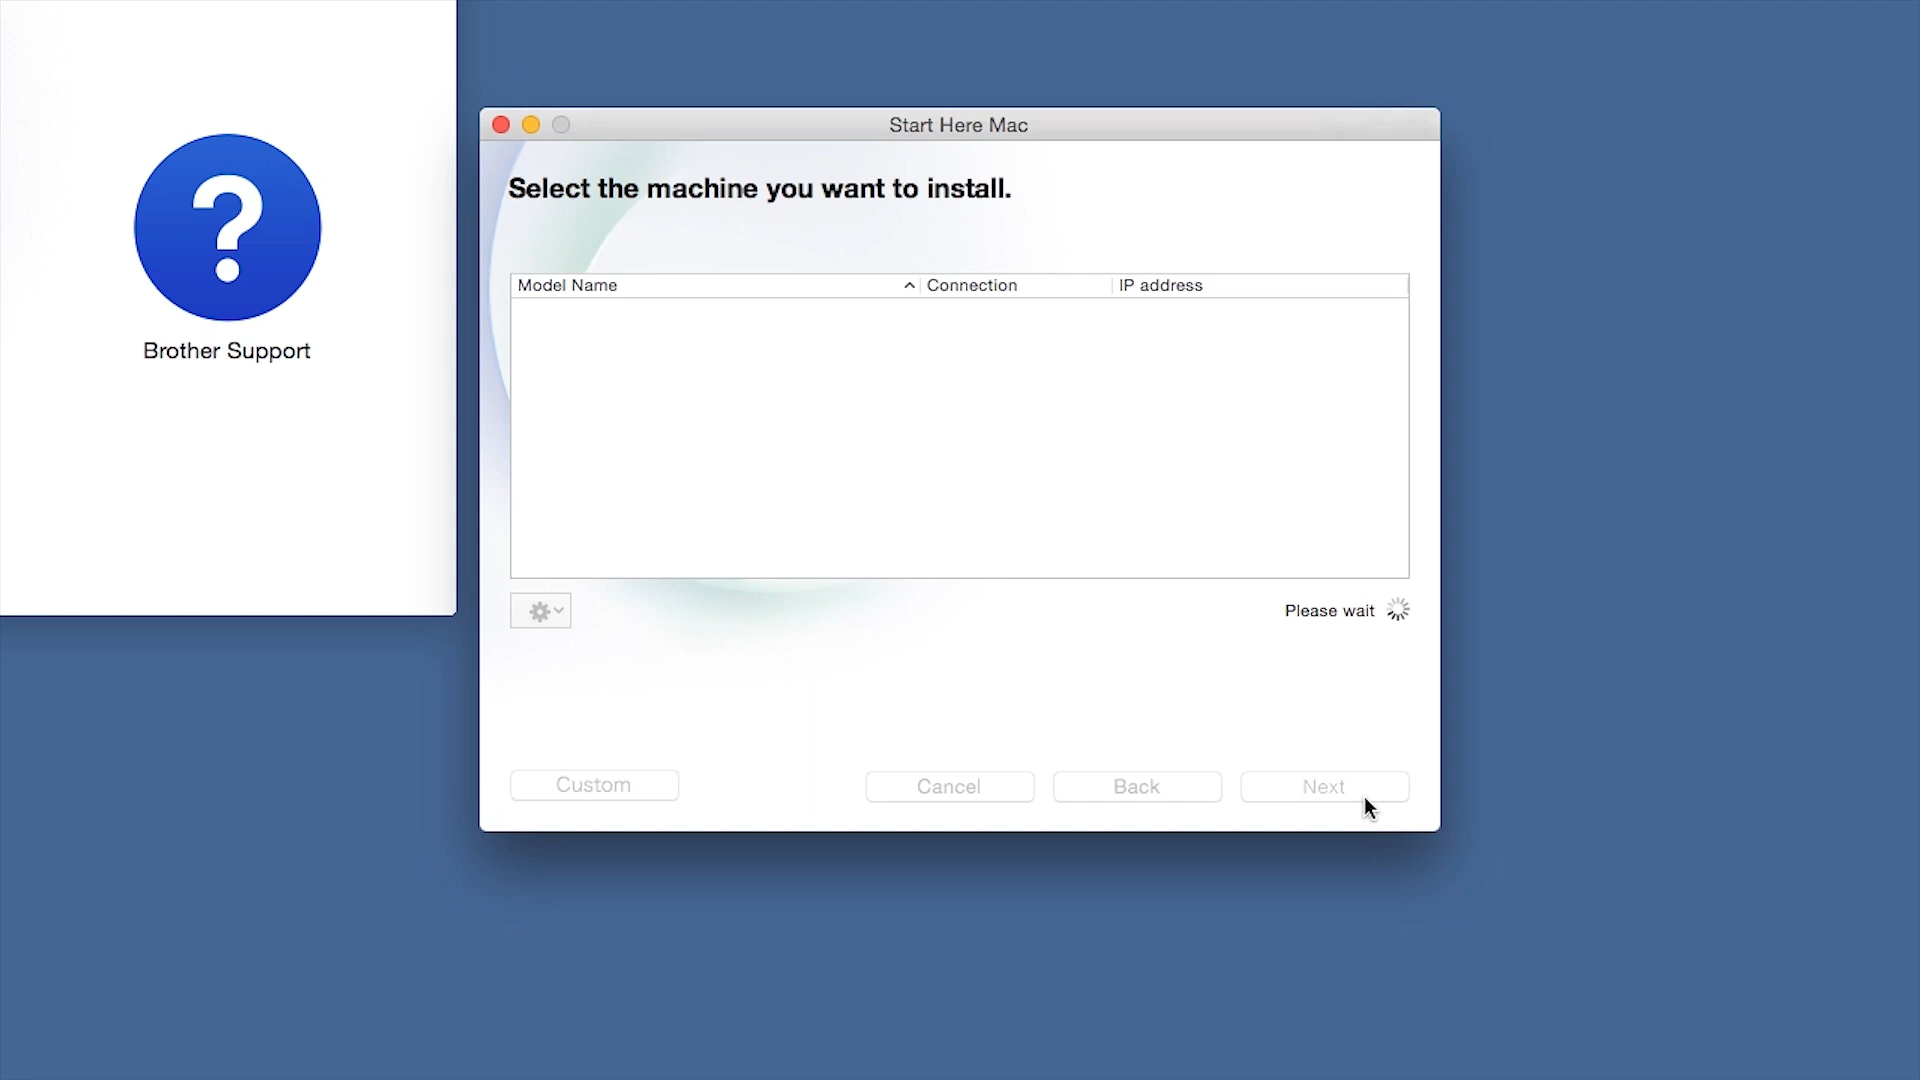 ?
Brother Support
Start Here Mac
Select the machine you want to install.
Model Name Connection IP address
Please wait
Custom Cancel Back Next